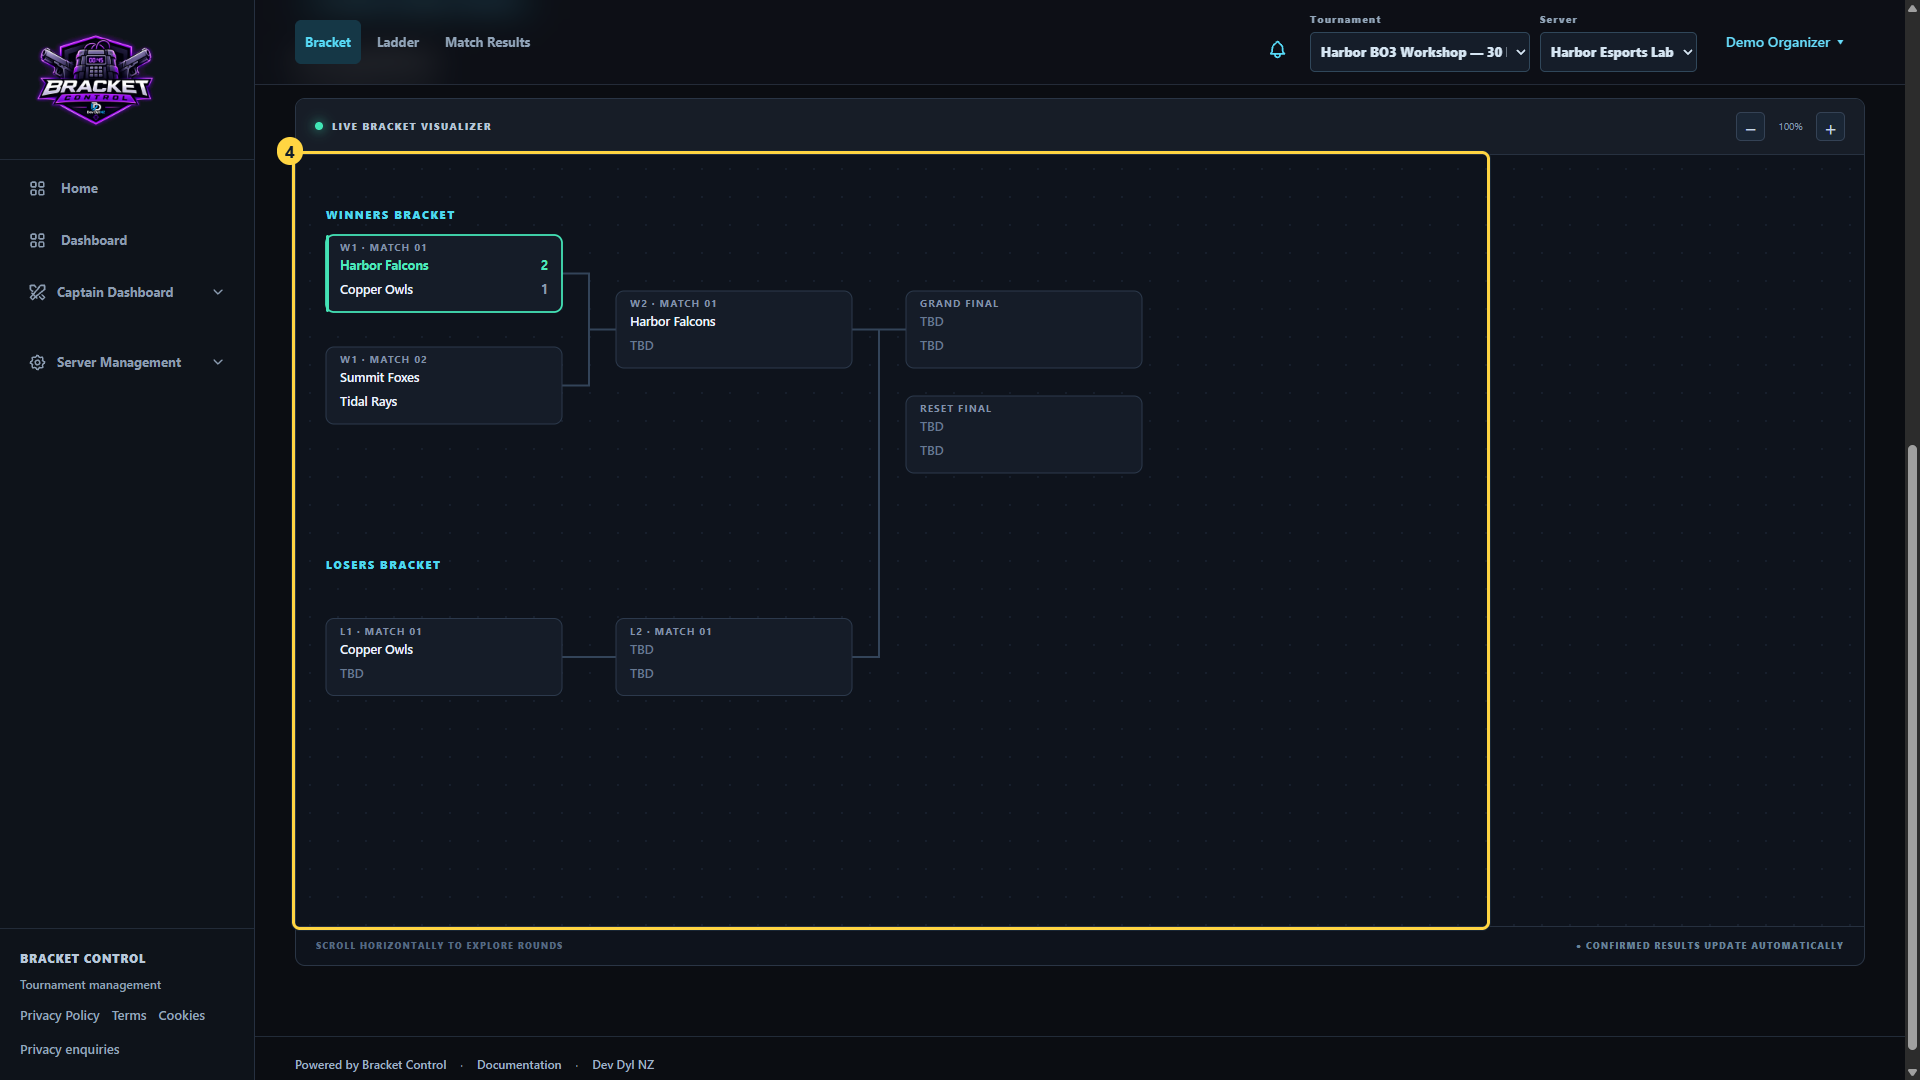 BRACKET
CONTROL
Home
Dashboard
Captain Dashboard
Server Management
BRACKET CONTROL
Tournament management
Privacy Policy Terms Cookies
Privacy enquiries
Bracket Ladder Match Results
Tournament
Harbor BO3 Workshop — 30
Server
Harbor Esports Lab
Demo Organizer
LIVE BRACKET VISUALIZER
− 100% +
4
WINNERS BRACKET
W1 · MATCH 01
Harbor Falcons 2
Copper Owls 1
W1 · MATCH 02
Summit Foxes
Tidal Rays
W2 · MATCH 01
Harbor Falcons
TBD
GRAND FINAL
TBD
TBD
RESET FINAL
TBD
TBD
LOSERS BRACKET
L1 · MATCH 01
Copper Owls
TBD
L2 · MATCH 01
TBD
TBD
SCROLL HORIZONTALLY TO EXPLORE ROUNDS
• CONFIRMED RESULTS UPDATE AUTOMATICALLY
Powered by Bracket Control · Documentation · Dev Dyl NZ